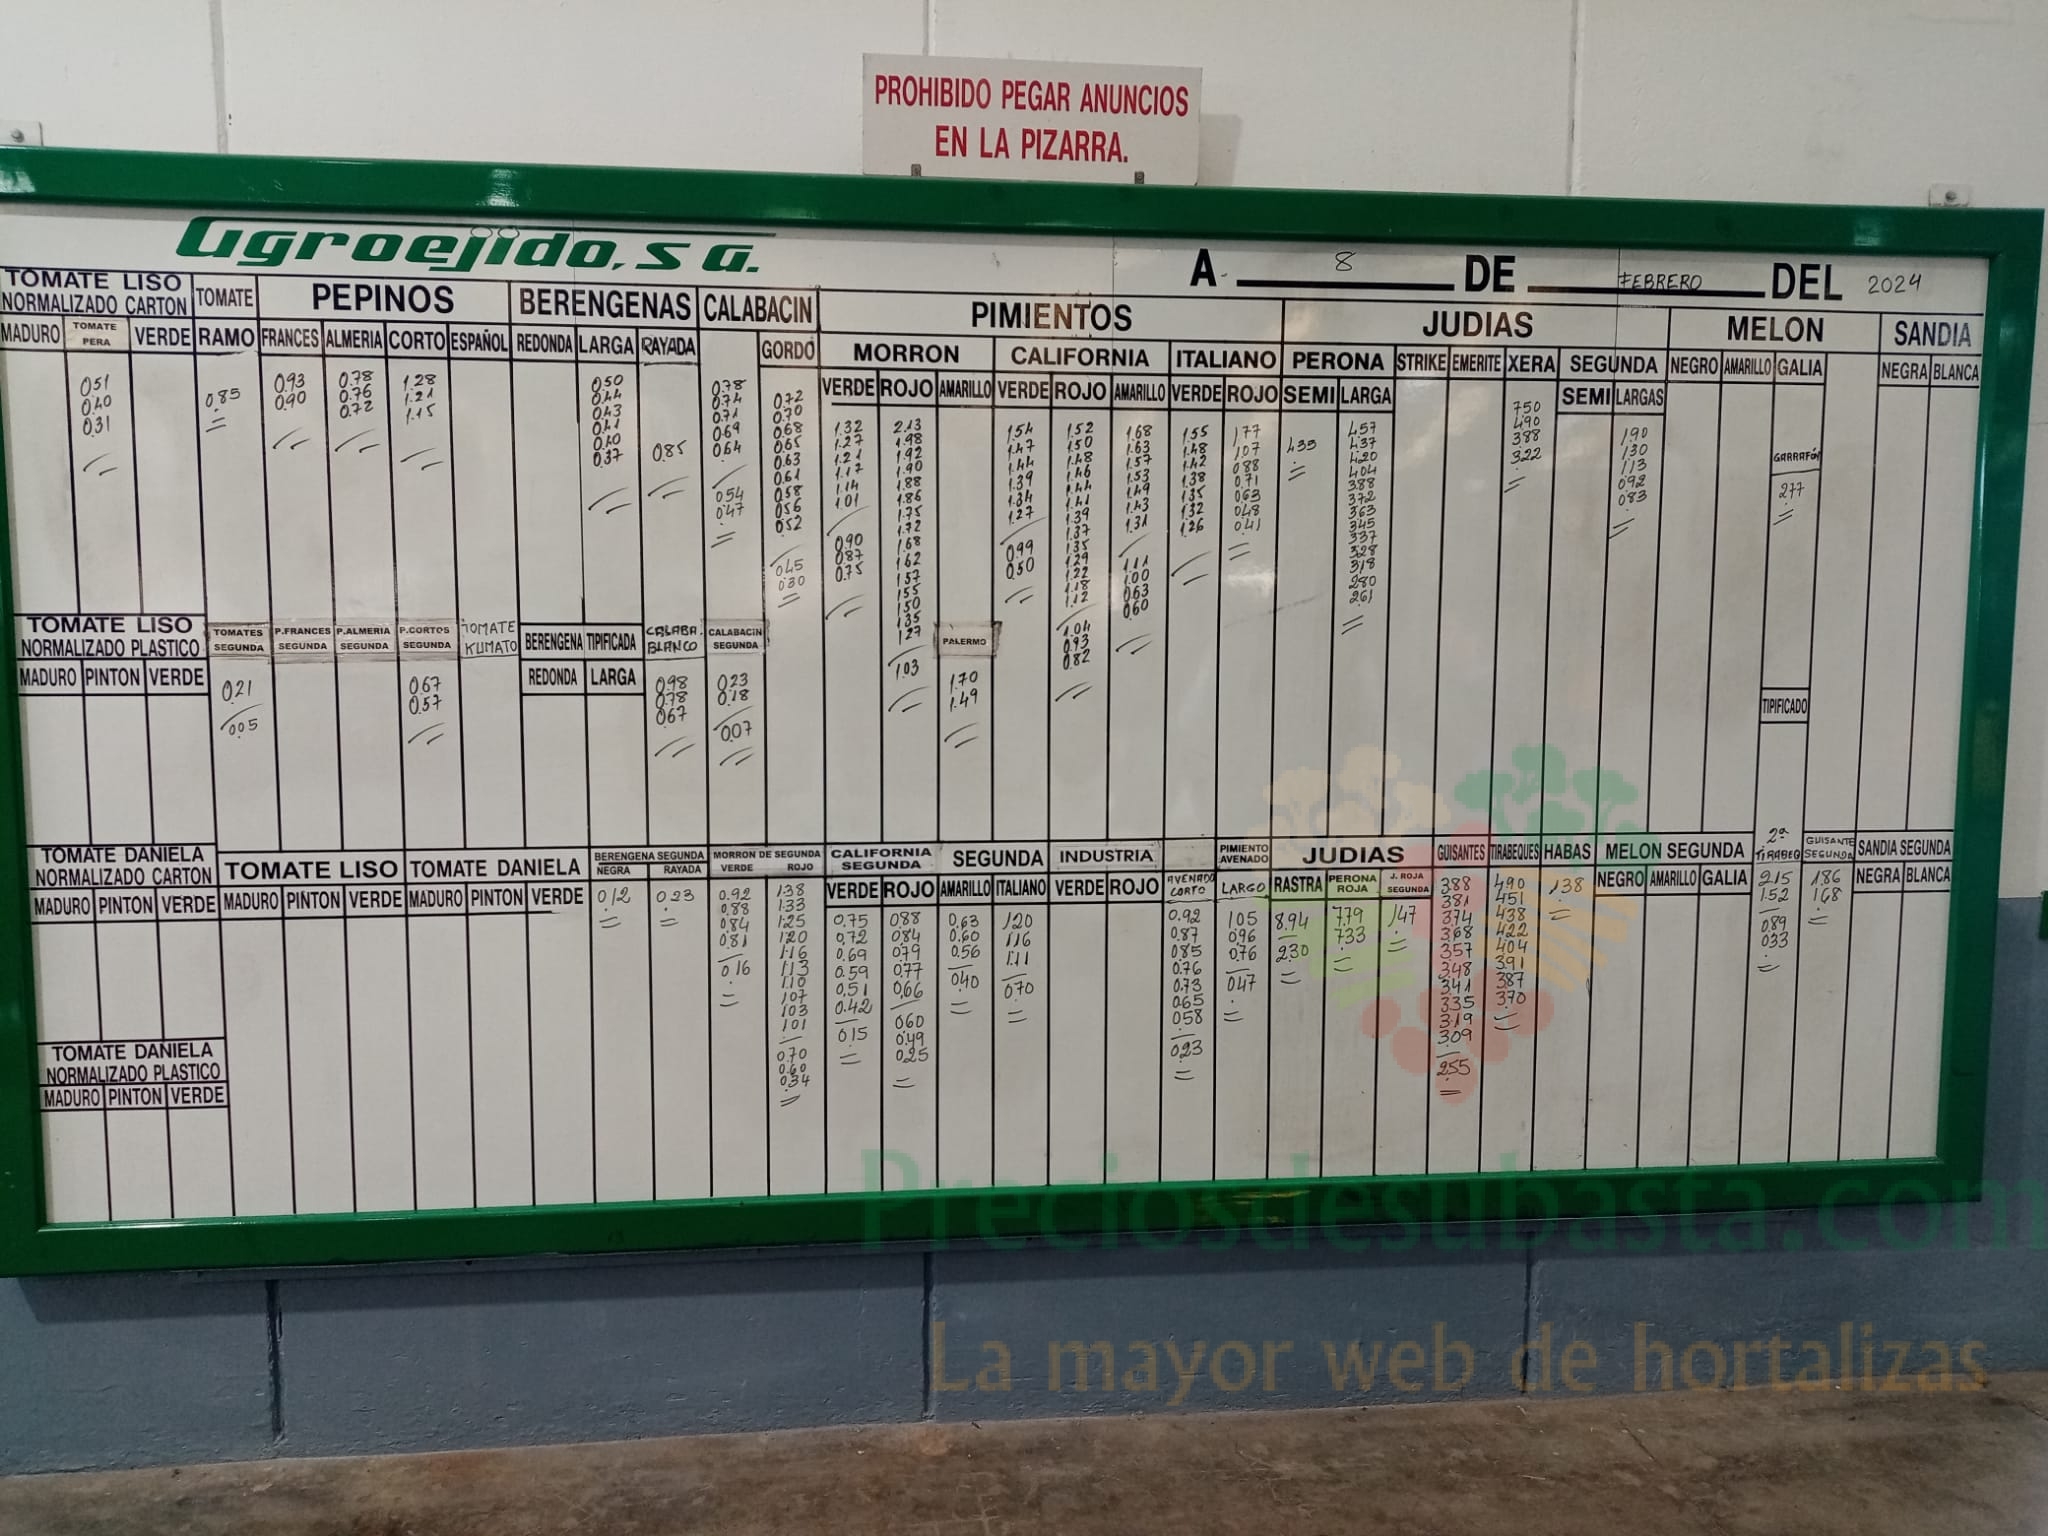 PROHIBIDO PEGAR ANUNCIOS
EN LA PIZARRA.
agroejido, s a.
A 8 DE FEBRERO DEL 2024
TOMATE LISO
NORMALIZADO CARTON
TOMATE
PEPINOS
BERENGENAS
CALABACIN
PIMIENTOS
JUDIAS
MELON
SANDIA
MADURO
TOMATE PERA
0.51
0.40
0.31
VERDE
RAMO
0.85
FRANCES
0.93
0.90
ALMERIA
0.78
0.76
0.72
CORTO
1.28
1.21
1.15
ESPAÑOL
REDONDA
LARGA
0.50
0.44
0.43
0.41
0.40
0.37
RAYADA
0.85
0.78
0.74
0.71
0.69
0.64
0.54
0.47
GORDO
0.72
0.70
0.68
0.65
0.63
0.61
0.58
0.56
0.52
0.45
0.30
MORRON
VERDE
1.32
1.27
1.21
1.17
1.14
1.01
0.90
0.87
0.75
ROJO
2.13
1.98
1.92
1.90
1.88
1.86
1.75
1.72
1.68
1.62
1.57
1.55
1.50
1.35
1.27
1.03
AMARILLO
PALERMO
1.70
1.49
CALIFORNIA
VERDE
1.54
1.47
1.44
1.39
1.34
1.27
0.99
0.50
ROJO
1.52
1.50
1.48
1.46
1.44
1.41
1.39
1.37
1.35
1.29
1.22
1.18
1.12
1.04
0.93
0.82
AMARILLO
1.68
1.63
1.57
1.53
1.49
1.43
1.31
1.11
1.00
0.63
0.60
ITALIANO
VERDE
1.55
1.48
1.42
1.38
1.35
1.32
1.26
ROJO
1.77
1.07
0.88
0.71
0.63
0.48
0.41
PERONA
SEMI
LARGA
4.57
4.37
4.20
4.04
3.88
3.72
3.63
3.45
3.37
3.28
3.18
2.80
2.61
STRIKE
EMERITE
XERA
7.50
4.90
3.88
3.22
SEGUNDA
SEMI
LARGAS
1.90
1.30
1.13
0.92
0.83
NEGRO
AMARILLO
GALIA
GARRAFÓN
2.77
TIPIFICADO
NEGRA
BLANCA
TOMATE LISO
NORMALIZADO PLASTICO
MADURO PINTON VERDE
TOMATES SEGUNDA
0.21
0.05
P.FRANCES SEGUNDA
P.ALMERIA SEGUNDA
P.CORTOS SEGUNDA
0.67
0.57
TOMATE KUMATO
BERENGENA TIPIFICADA
REDONDA LARGA
CALABA. BLANCO
0.98
0.78
0.67
CALABACIN SEGUNDA
0.23
0.18
0.07
TOMATE DANIELA
NORMALIZADO CARTON
MADURO PINTON VERDE
TOMATE LISO
MADURO PINTON VERDE
TOMATE DANIELA
MADURO PINTON VERDE
BERENGENA SEGUNDA
NEGRA
0.12
RAYADA
0.23
MORRON DE SEGUNDA
VERDE
0.92
0.88
0.84
0.81
0.16
ROJO
1.38
1.33
1.25
1.20
1.16
1.13
1.10
1.07
1.03
1.01
0.70
0.60
0.34
CALIFORNIA SEGUNDA
VERDE
0.75
0.72
0.69
0.59
0.51
0.42
0.15
ROJO
0.88
0.84
0.79
0.77
0.66
0.60
0.49
0.25
SEGUNDA
AMARILLO
0.63
0.60
0.56
0.40
ITALIANO
1.20
1.16
1.11
0.70
INDUSTRIA
VERDE ROJO
AVENADO CORTO
0.92
0.87
0.85
0.76
0.73
0.65
0.58
0.23
PIMIENTO AVENADO
LARGO
1.05
0.96
0.76
0.47
JUDIAS
RASTRA
8.94
2.30
PERONA ROJA
7.79
7.33
J. ROJA SEGUNDA
1.47
GUISANTES
3.88
3.81
3.74
3.68
3.57
3.48
3.41
3.35
3.19
3.09
2.55
TIRABEQUES
4.90
4.51
4.38
4.22
4.04
3.91
3.87
3.70
HABAS
1.38
MELON SEGUNDA
NEGRO AMARILLO GALIA
2ª TIRABEQ
2.15
1.52
0.89
0.33
GUISANTE SEGUNDA
1.86
1.68
SANDIA SEGUNDA
NEGRA BLANCA
TOMATE DANIELA
NORMALIZADO PLASTICO
MADURO PINTON VERDE
Preciosdesubasta.com
La mayor web de hortalizas